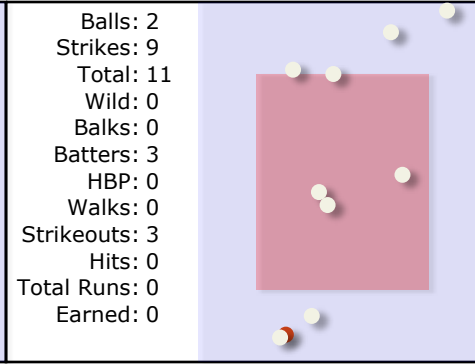 Balls: 2
Strikes: 9
Total: 11
Wild: 0
Balks: 0
Batters: 3
HBP: 0
Walks: 0
Strikeouts: 3
Hits: 0
Total Runs: 0
Earned: 0